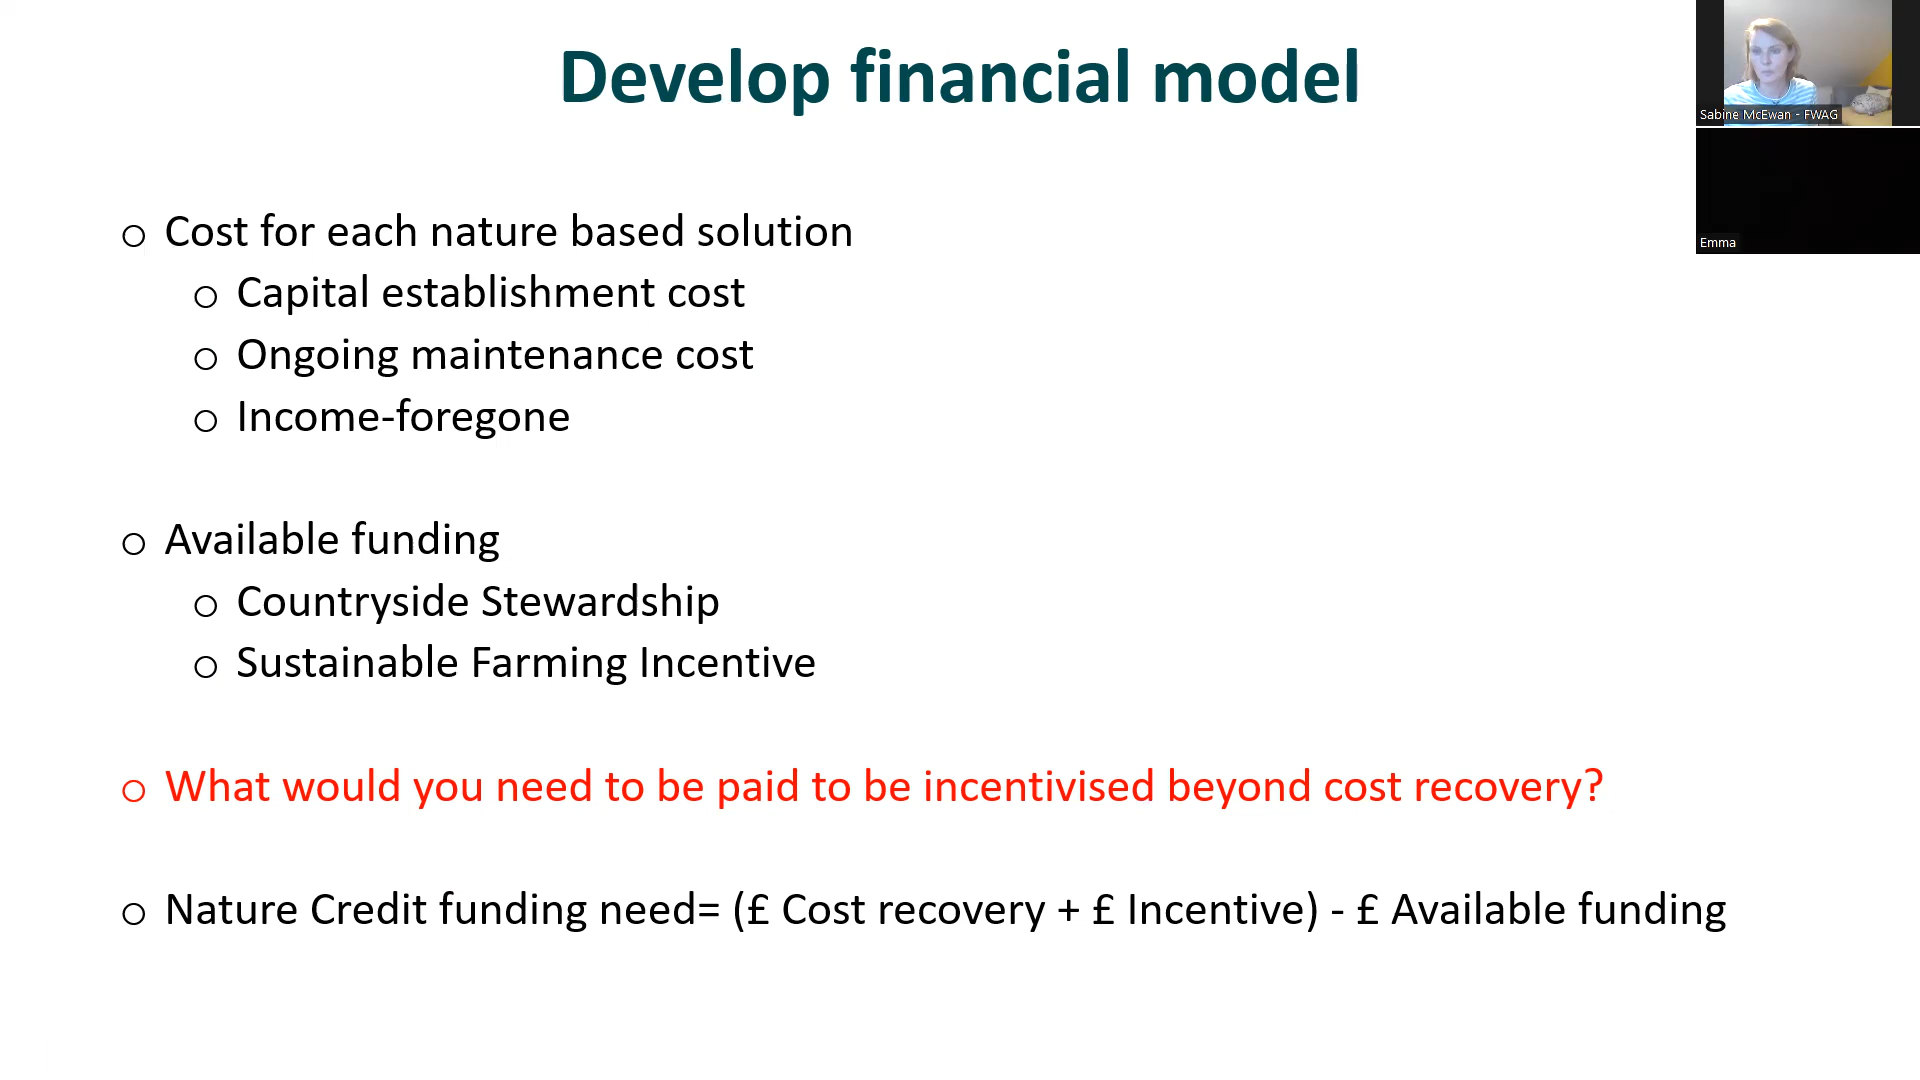 Develop financial model
Sabine McEwan - FWAG
Emma
○ Cost for each nature based solution
○ Capital establishment cost
○ Ongoing maintenance cost
○ Income-foregone
○ Available funding
○ Countryside Stewardship
○ Sustainable Farming Incentive
○ What would you need to be paid to be incentivised beyond cost recovery?
○ Nature Credit funding need= (£ Cost recovery + £ Incentive) - £ Available funding